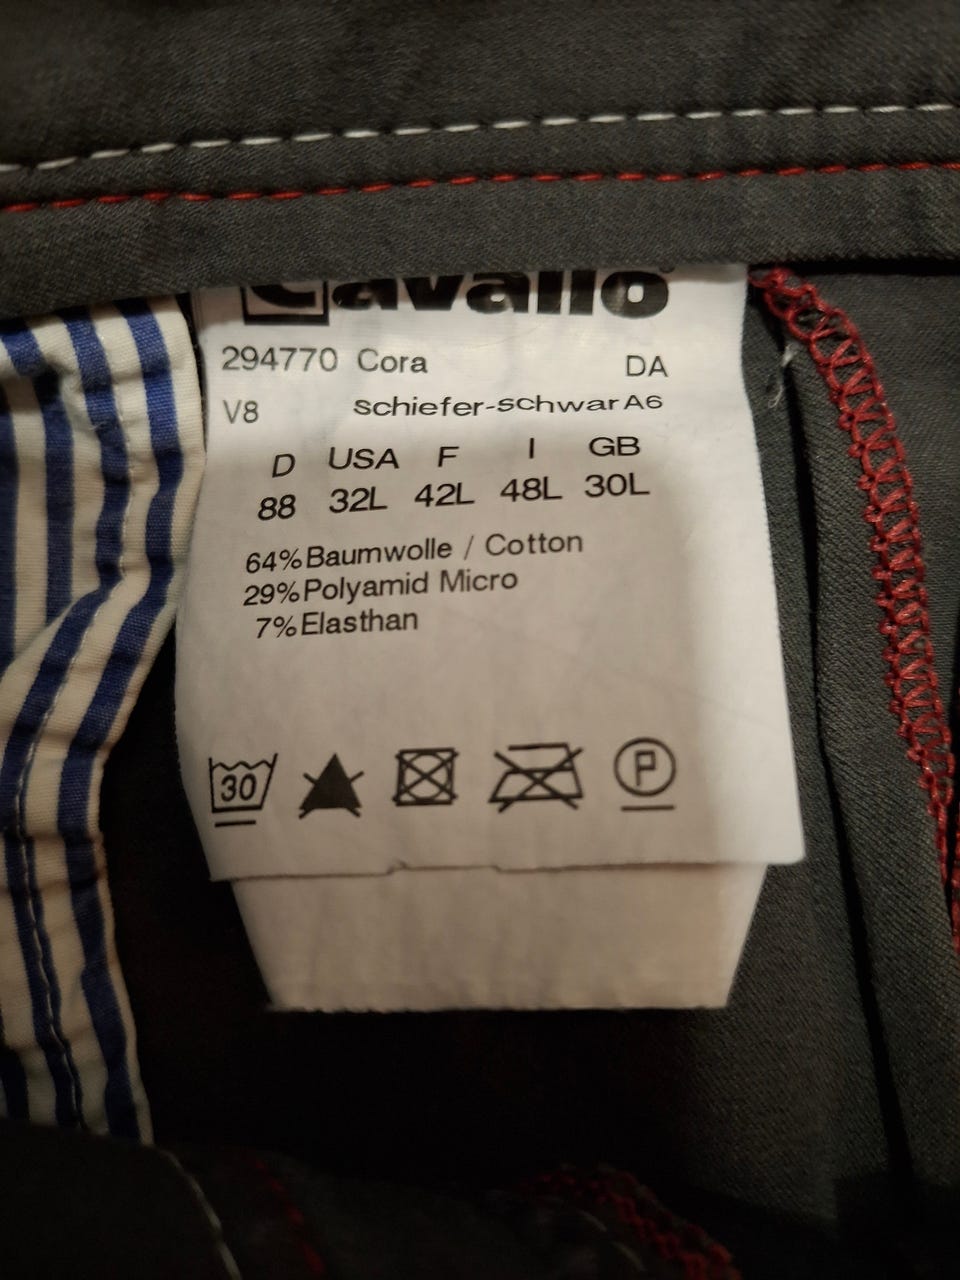 Cavallo
294770 Cora DA
V8 Schiefer-schwar A6
D USA F I GB
88 32L 42L 48L 30L
64% Baumwolle / Cotton
29% Polyamid Micro
7% Elasthan
30 P